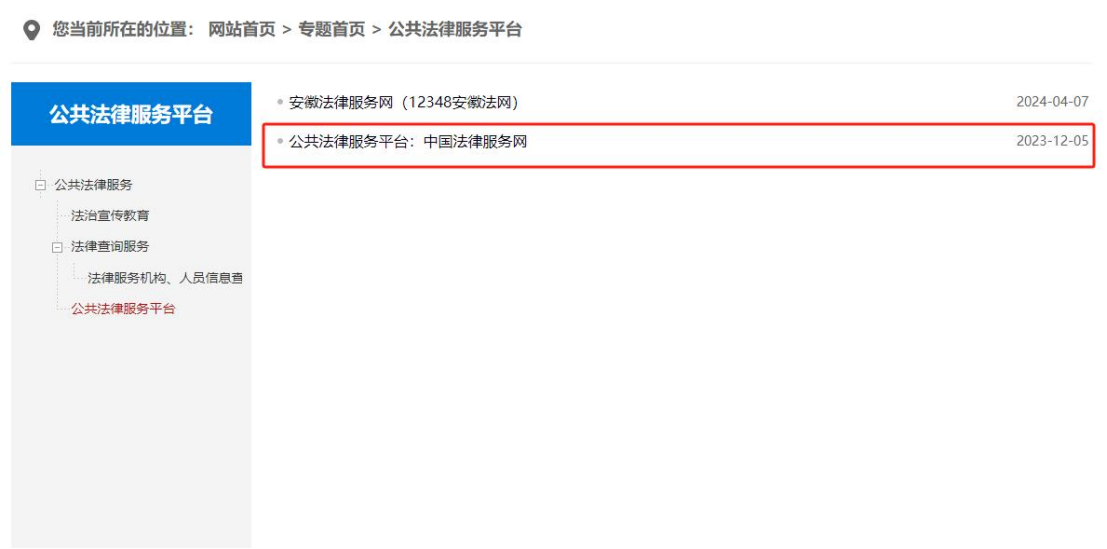 您当前所在的位置： 网站首页 > 专题首页 > 公共法律服务平台
公共法律服务平台
公共法律服务
法治宣传教育
法律查询服务
法律服务机构、人员信息查
公共法律服务平台
安徽法律服务网（12348安徽法网） 2024-04-07
公共法律服务平台：中国法律服务网 2023-12-05